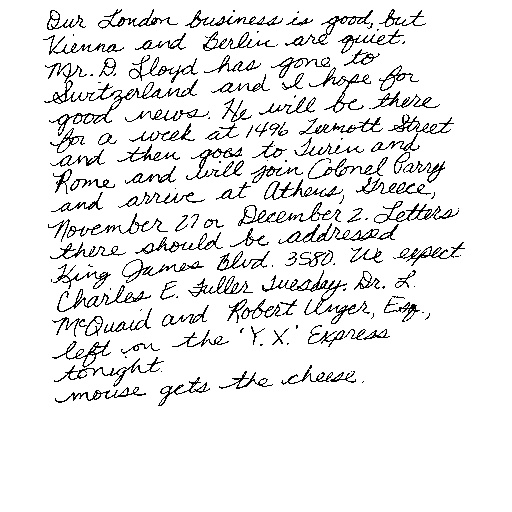 Our London business is good, but
Vienna and Berlin are quiet.
Mr. D. Lloyd has gone to
Switzerland and I hope for
good news. He will be there
for a week at 1496 Zermott Street
and then goes to Turin and
Rome and will join Colonel Parry
and arrive at Athens, Greece,
November 27 or December 2. Letters
there should be addressed
King James Blvd. 3580. We expect
Charles E. Fuller Tuesday. Dr. L.
McQuaid and Robert Unger, Esq.,
left on the 'Y. X.' Express
tonight.
mouse gets the cheese.